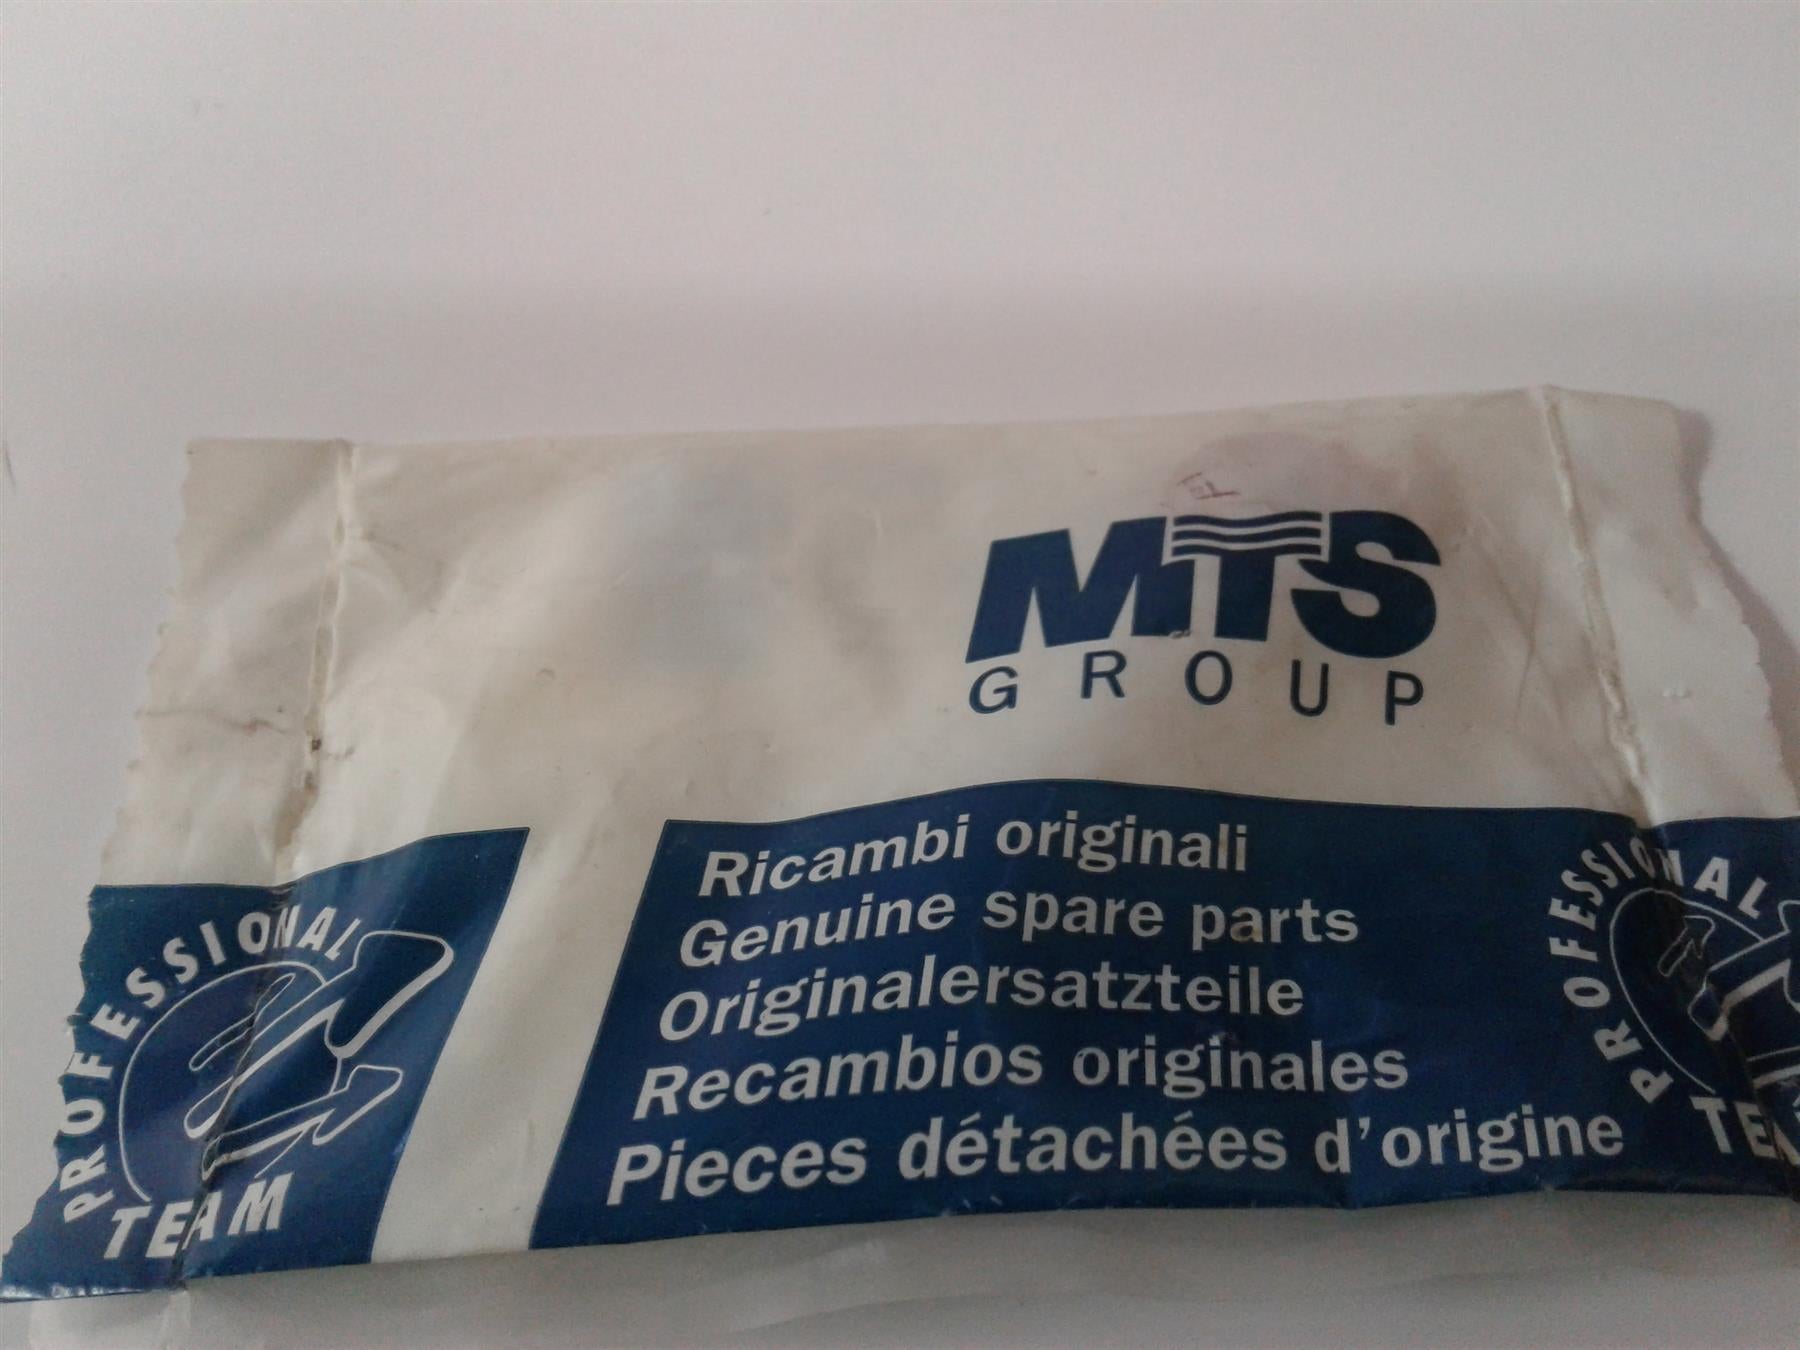 MTS
GROUP
Ricambi originali
Genuine spare parts
Originalersatzteile
Recambios originales
Pieces détachées d'origine
PROFESSIONAL
TEAM
PROFESSIONAL